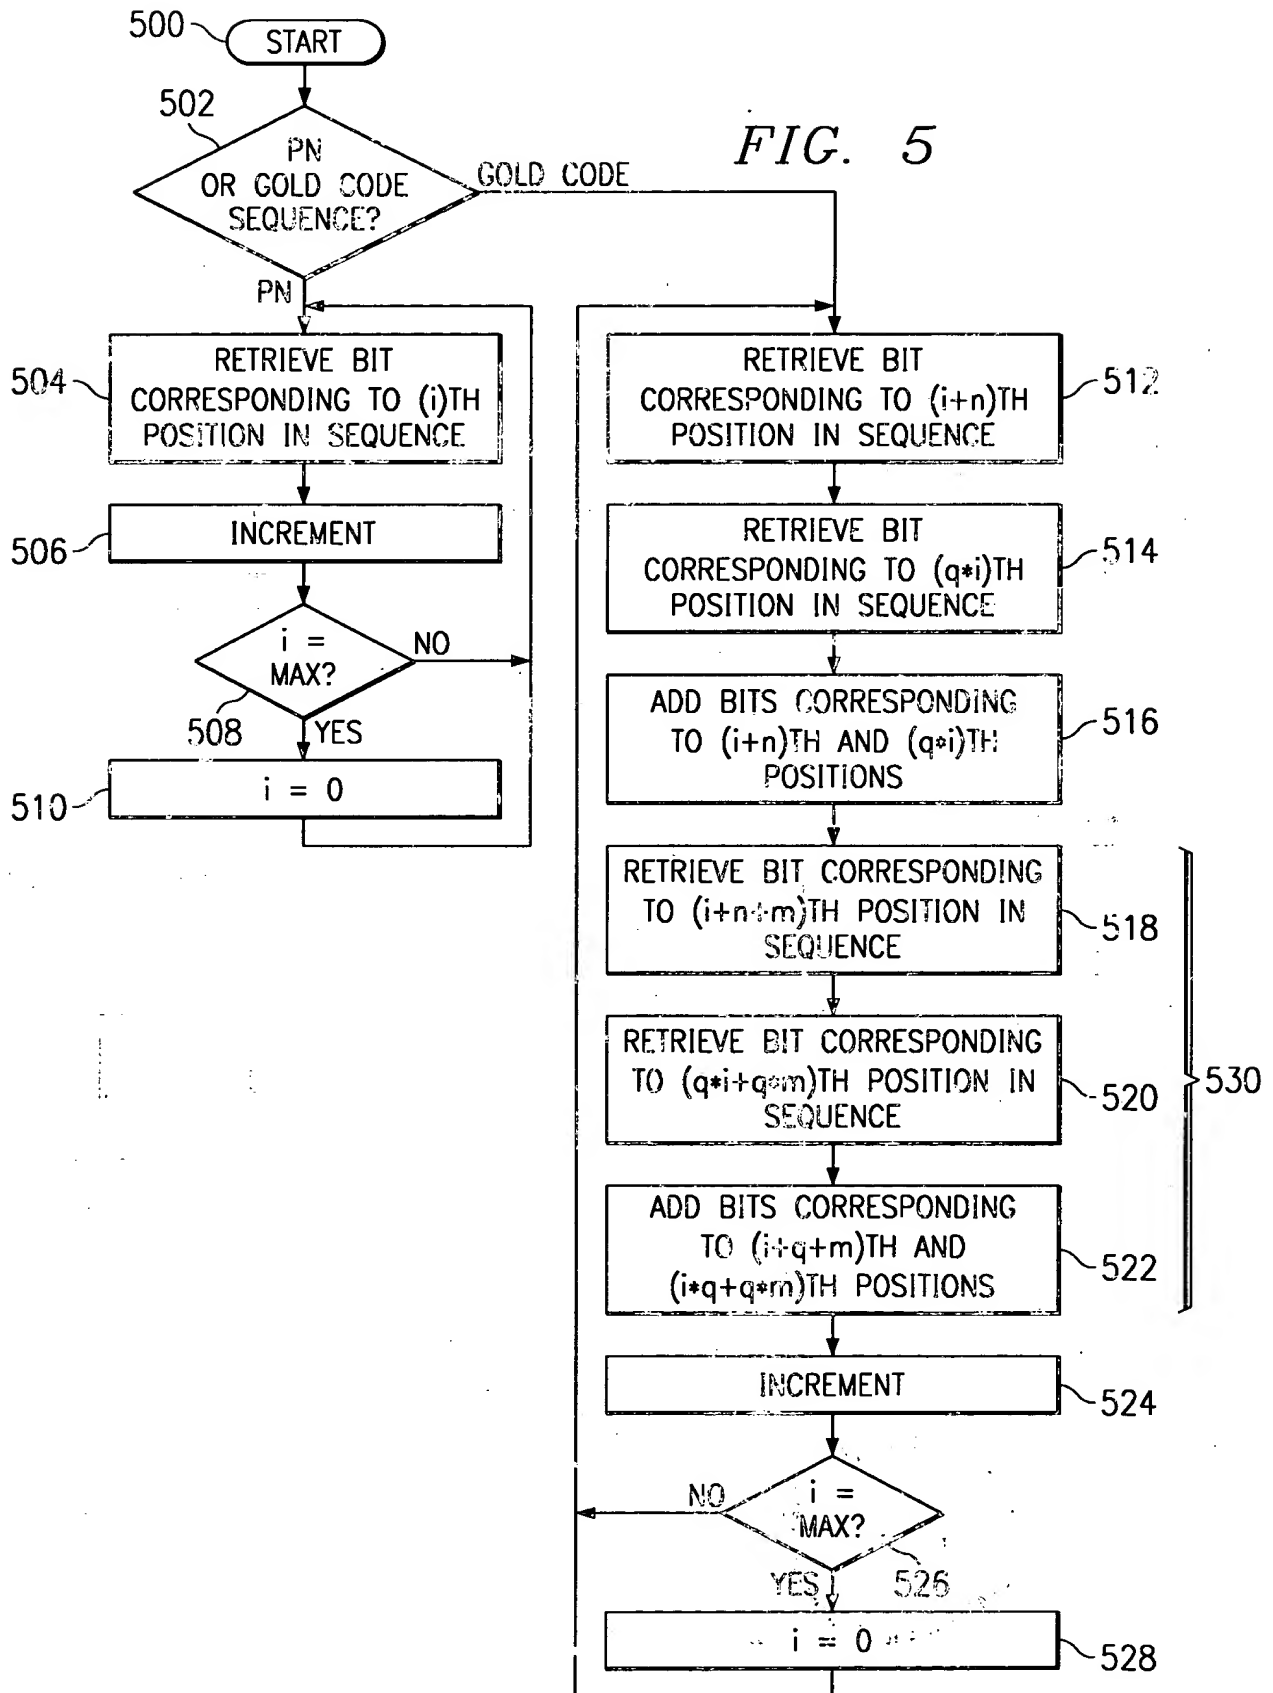 500
START
502
PN
OR GOLD CODE
SEQUENCE?
GOLD CODE
FIG. 5
PN
504
RETRIEVE BIT
CORRESPONDING TO (i)TH
POSITION IN SEQUENCE
506
INCREMENT
i =
MAX?
NO
508
YES
510
i = 0
RETRIEVE BIT
CORRESPONDING TO (i+n)TH
POSITION IN SEQUENCE
512
RETRIEVE BIT
CORRESPONDING TO (q*i)TH
POSITION IN SEQUENCE
514
ADD BITS CORRESPONDING
TO (i+n)TH AND (q*i)TH
POSITIONS
516
RETRIEVE BIT CORRESPONDING
TO (i+n+m)TH POSITION IN
SEQUENCE
518
RETRIEVE BIT CORRESPONDING
TO (q*i+q*m)TH POSITION IN
SEQUENCE
520
530
ADD BITS CORRESPONDING
TO (i+q+m)TH AND
(i*q+q*m)TH POSITIONS
522
INCREMENT
524
NO
i =
MAX?
YES
526
i = 0
528